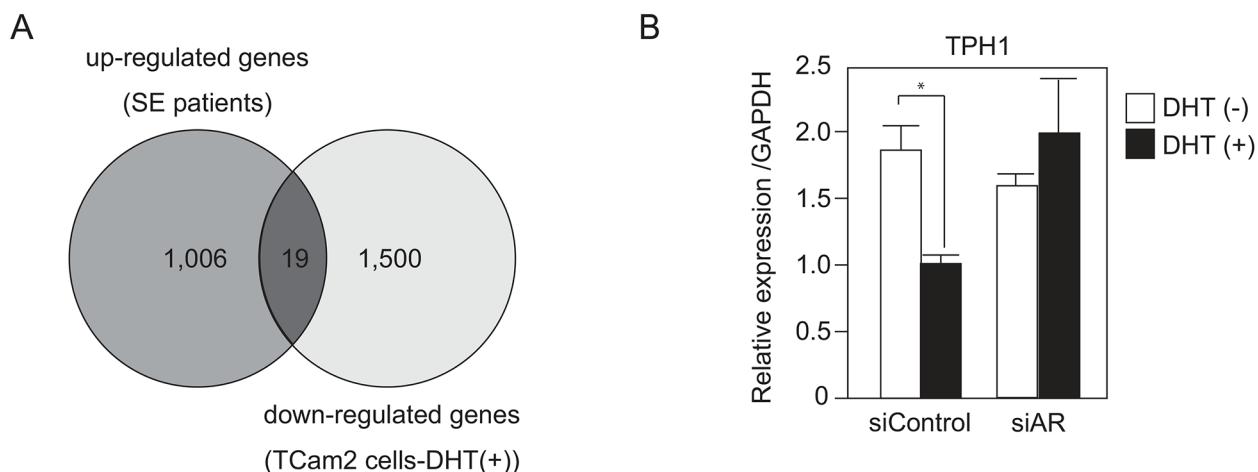 A
up-regulated genes
(SE patients)
1,006
19
1,500
down-regulated genes
(TCam2 cells-DHT(+))
B
TPH1
Relative expression /GAPDH
2.5
2.0
1.5
1.0
0.5
0
*
siControl
siAR
DHT (-)
DHT (+)